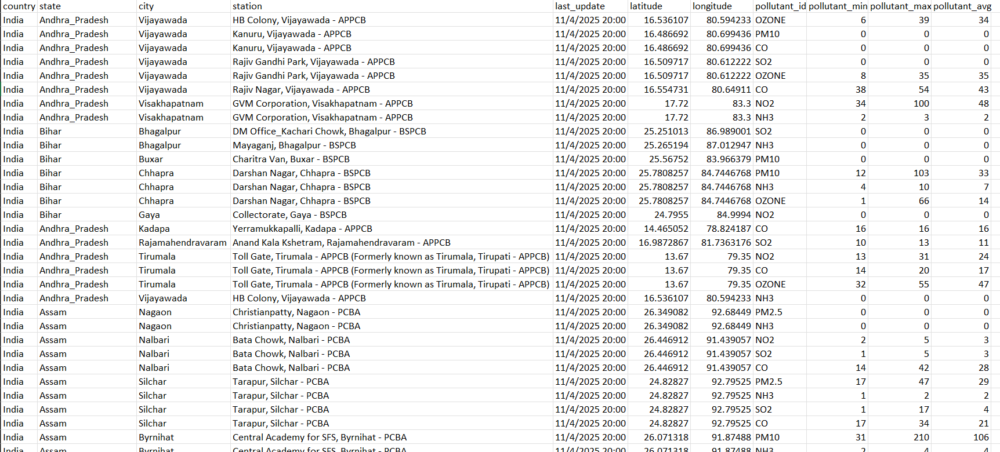 country state city station last_update latitude longitude pollutant_id pollutant_min pollutant_max pollutant_avg
India Andhra_Pradesh Vijayawada HB Colony, Vijayawada - APPCB 11/4/2025 20:00 16.536107 80.594233 OZONE 6 39 34
India Andhra_Pradesh Vijayawada Kanuru, Vijayawada - APPCB 11/4/2025 20:00 16.486692 80.699436 PM10 0 0 0
India Andhra_Pradesh Vijayawada Kanuru, Vijayawada - APPCB 11/4/2025 20:00 16.486692 80.699436 CO 0 0 0
India Andhra_Pradesh Vijayawada Rajiv Gandhi Park, Vijayawada - APPCB 11/4/2025 20:00 16.509717 80.612222 SO2 0 0 0
India Andhra_Pradesh Vijayawada Rajiv Gandhi Park, Vijayawada - APPCB 11/4/2025 20:00 16.509717 80.612222 OZONE 8 35 35
India Andhra_Pradesh Vijayawada Rajiv Nagar, Vijayawada - APPCB 11/4/2025 20:00 16.554731 80.64911 CO 38 54 43
India Andhra_Pradesh Visakhapatnam GVM Corporation, Visakhapatnam - APPCB 11/4/2025 20:00 17.72 83.3 NO2 34 100 48
India Andhra_Pradesh Visakhapatnam GVM Corporation, Visakhapatnam - APPCB 11/4/2025 20:00 17.72 83.3 NH3 2 3 2
India Bihar Bhagalpur DM Office_Kachari Chowk, Bhagalpur - BSPCB 11/4/2025 20:00 25.251013 86.989001 SO2 0 0 0
India Bihar Bhagalpur Mayaganj, Bhagalpur - BSPCB 11/4/2025 20:00 25.265194 87.012947 NH3 0 0 0
India Bihar Buxar Charitra Van, Buxar - BSPCB 11/4/2025 20:00 25.56752 83.966379 PM10 0 0 0
India Bihar Chhapra Darshan Nagar, Chhapra - BSPCB 11/4/2025 20:00 25.7808257 84.7446768 PM10 12 103 33
India Bihar Chhapra Darshan Nagar, Chhapra - BSPCB 11/4/2025 20:00 25.7808257 84.7446768 NH3 4 10 7
India Bihar Chhapra Darshan Nagar, Chhapra - BSPCB 11/4/2025 20:00 25.7808257 84.7446768 OZONE 1 66 14
India Bihar Gaya Collectorate, Gaya - BSPCB 11/4/2025 20:00 24.7955 84.9994 NO2 0 0 0
India Andhra_Pradesh Kadapa Yerramukkapalli, Kadapa - APPCB 11/4/2025 20:00 14.465052 78.824187 CO 16 16 16
India Andhra_Pradesh Rajamahendravaram Anand Kala Kshetram, Rajamahendravaram - APPCB 11/4/2025 20:00 16.9872867 81.7363176 SO2 10 13 11
India Andhra_Pradesh Tirumala Toll Gate, Tirumala - APPCB (Formerly known as Tirumala, Tirupati - APPCB) 11/4/2025 20:00 13.67 79.35 NO2 13 31 24
India Andhra_Pradesh Tirumala Toll Gate, Tirumala - APPCB (Formerly known as Tirumala, Tirupati - APPCB) 11/4/2025 20:00 13.67 79.35 CO 14 20 17
India Andhra_Pradesh Tirumala Toll Gate, Tirumala - APPCB (Formerly known as Tirumala, Tirupati - APPCB) 11/4/2025 20:00 13.67 79.35 OZONE 32 55 47
India Andhra_Pradesh Vijayawada HB Colony, Vijayawada - APPCB 11/4/2025 20:00 16.536107 80.594233 NH3 0 0 0
India Assam Nagaon Christianpatty, Nagaon - PCBA 11/4/2025 20:00 26.349082 92.68449 PM2.5 0 0 0
India Assam Nagaon Christianpatty, Nagaon - PCBA 11/4/2025 20:00 26.349082 92.68449 NH3 0 0 0
India Assam Nalbari Bata Chowk, Nalbari - PCBA 11/4/2025 20:00 26.446912 91.439057 NO2 2 5 3
India Assam Nalbari Bata Chowk, Nalbari - PCBA 11/4/2025 20:00 26.446912 91.439057 SO2 1 5 3
India Assam Nalbari Bata Chowk, Nalbari - PCBA 11/4/2025 20:00 26.446912 91.439057 CO 14 42 28
India Assam Silchar Tarapur, Silchar - PCBA 11/4/2025 20:00 24.82827 92.79525 PM2.5 17 47 29
India Assam Silchar Tarapur, Silchar - PCBA 11/4/2025 20:00 24.82827 92.79525 NH3 1 2 2
India Assam Silchar Tarapur, Silchar - PCBA 11/4/2025 20:00 24.82827 92.79525 SO2 1 17 4
India Assam Silchar Tarapur, Silchar - PCBA 11/4/2025 20:00 24.82827 92.79525 CO 17 34 21
India Assam Byrnihat Central Academy for SFS, Byrnihat - PCBA 11/4/2025 20:00 26.071318 91.87488 PM10 31 210 106
India Assam Byrnihat Central Academy for SFS, Byrnihat - PCBA 11/4/2025 20:00 26.071318 91.87488 NH3 2 4 4